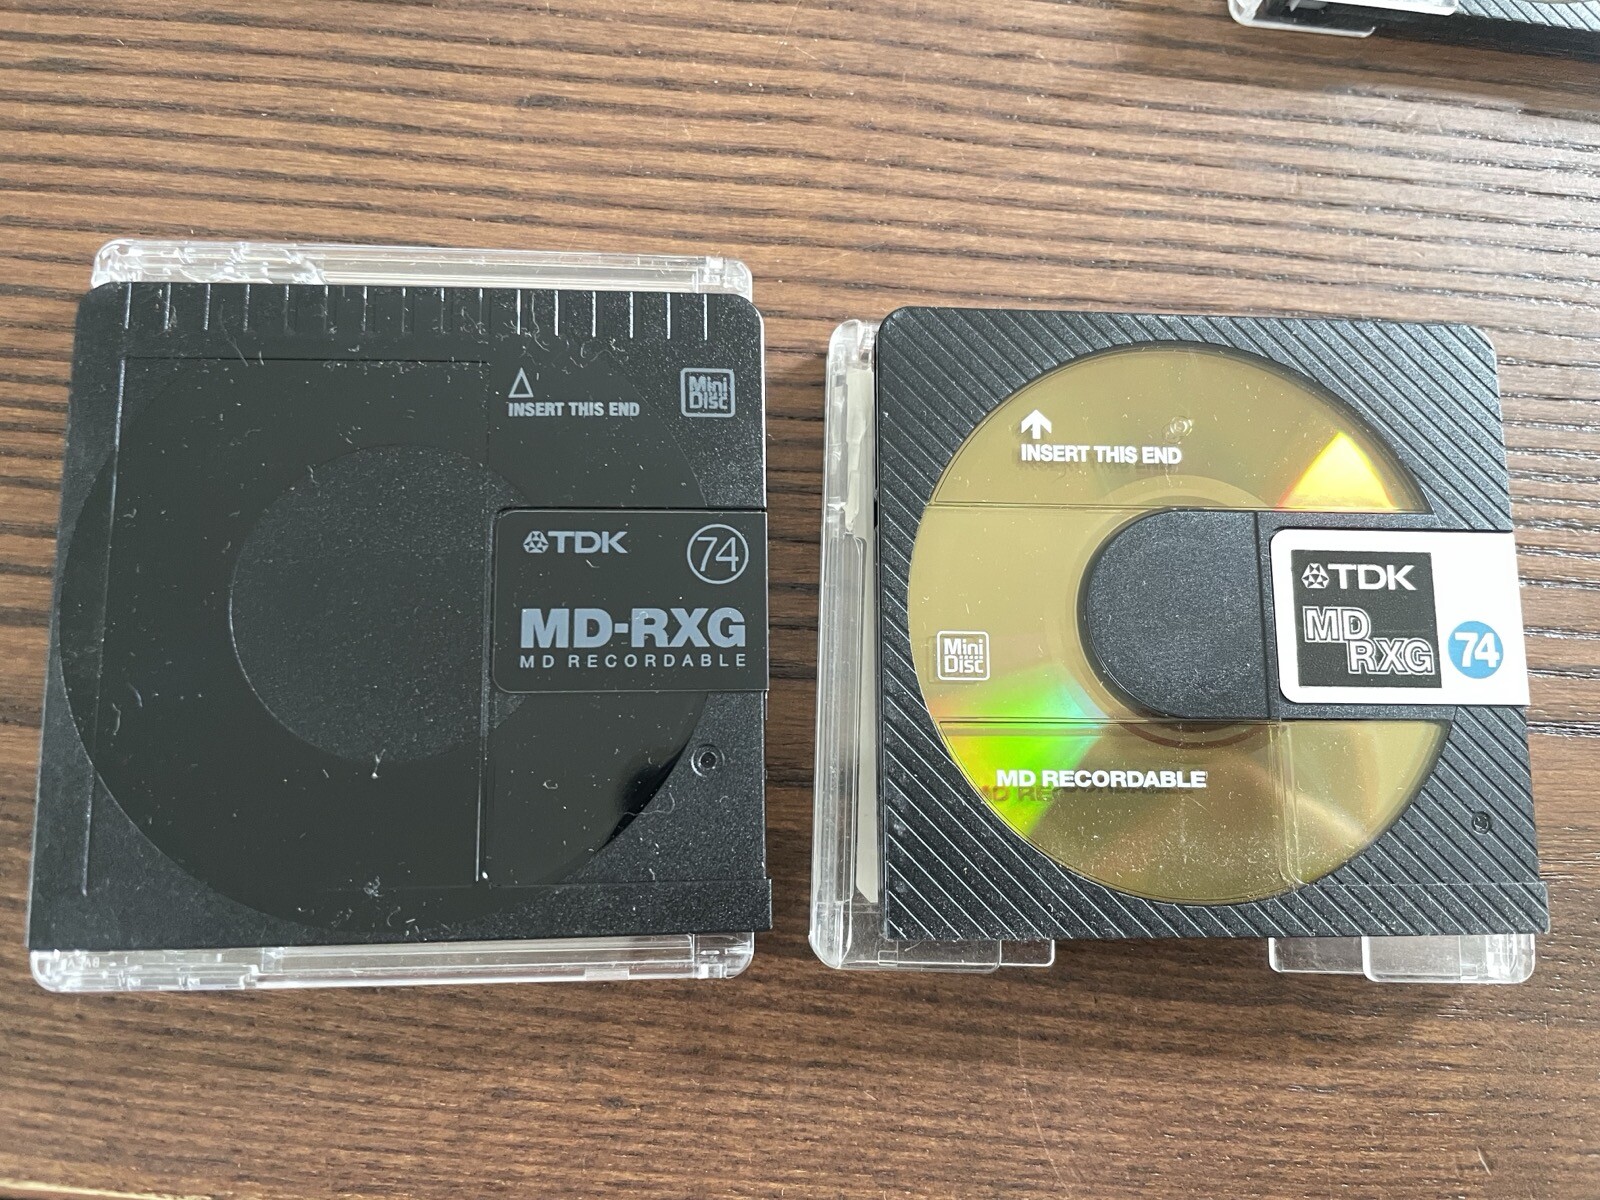 INSERT THIS END
Mini
Disc
TDK
74
MD-RXG
MD RECORDABLE
INSERT THIS END
TDK
MD
RXG
74
Mini
Disc
MD RECORDABLE